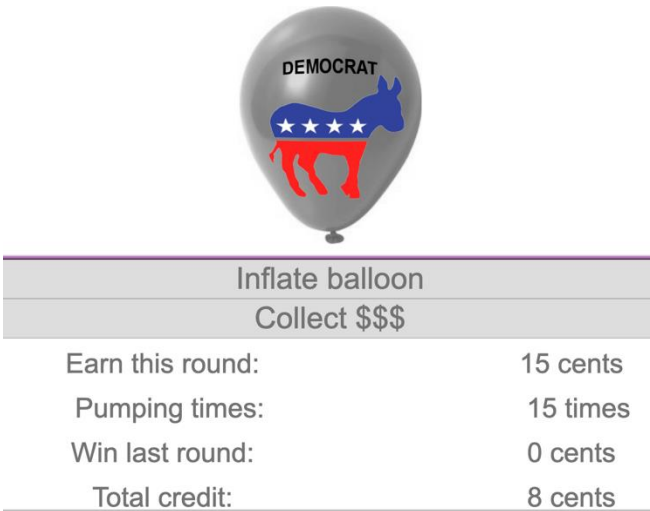 DEMOCRAT
Inflate balloon
Collect $$$
Earn this round: 15 cents
Pumping times: 15 times
Win last round: 0 cents
Total credit: 8 cents